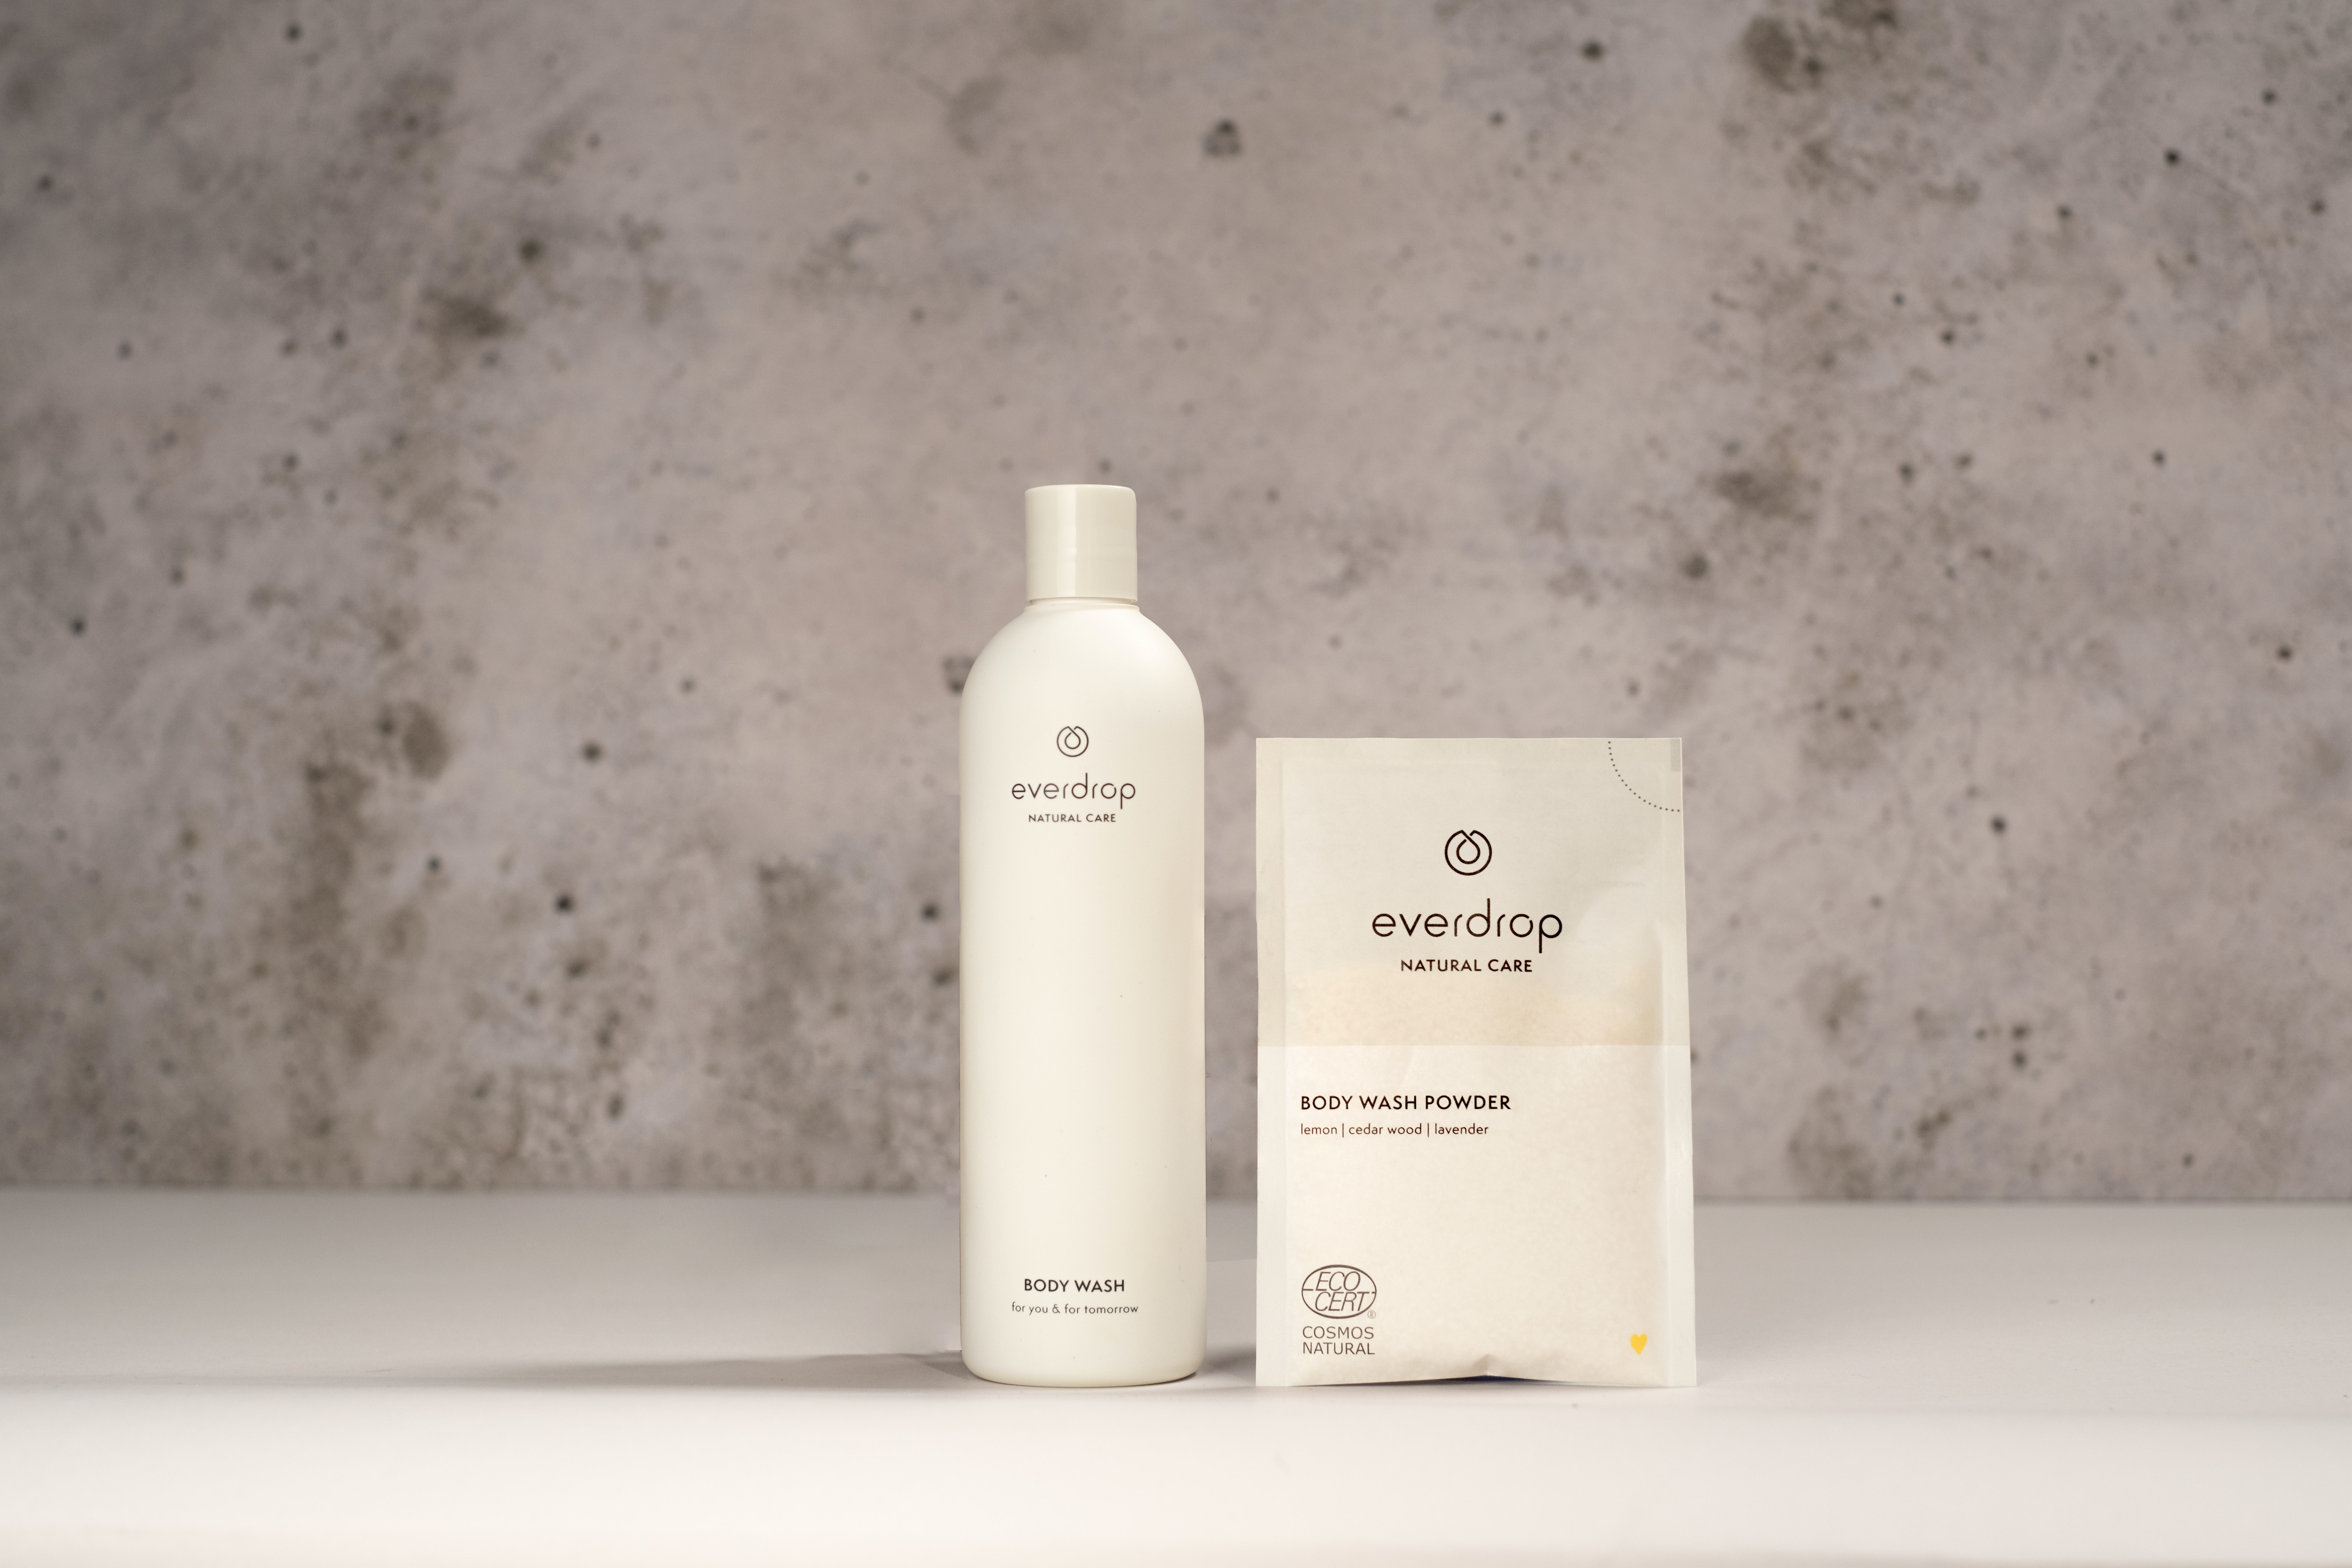 everdrop
NATURAL CARE
BODY WASH
for you & for tomorrow
everdrop
NATURAL CARE
BODY WASH POWDER
lemon | cedar wood | lavender
ECO
CERT®
COSMOS
NATURAL